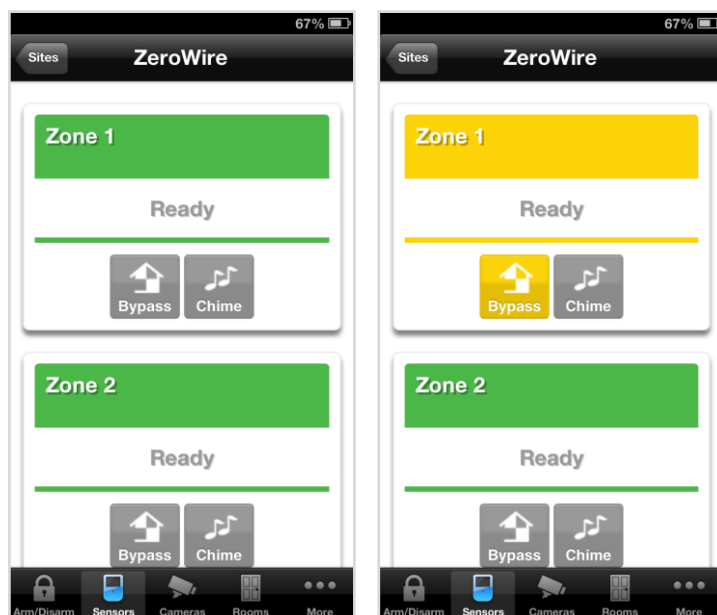 67%
Sites ZeroWire
Zone 1
Ready
Bypass Chime
Zone 2
Ready
Bypass Chime
Arm/Disarm Sensors Cameras Rooms More
67%
Sites ZeroWire
Zone 1
Ready
Bypass Chime
Zone 2
Ready
Bypass Chime
Arm/Disarm Sensors Cameras Rooms More